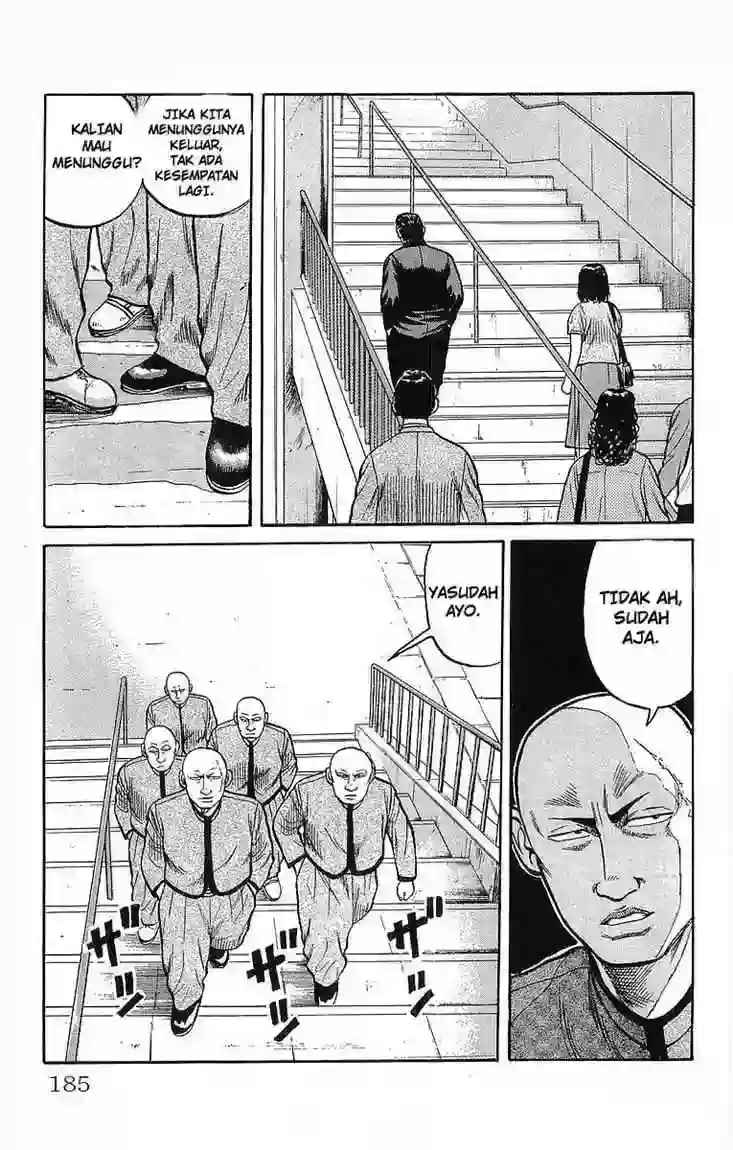 JIKA KITA
MENUNGGUNYA
KELUAR,
TAK ADA
KESEMPATAN
LAGI.
KALIAN
MAU
MENUNGGU?
TIDAK AH,
SUDAH
AJA.
YASUDAH
AYO.
ザッ
ザッ
ザッ
185